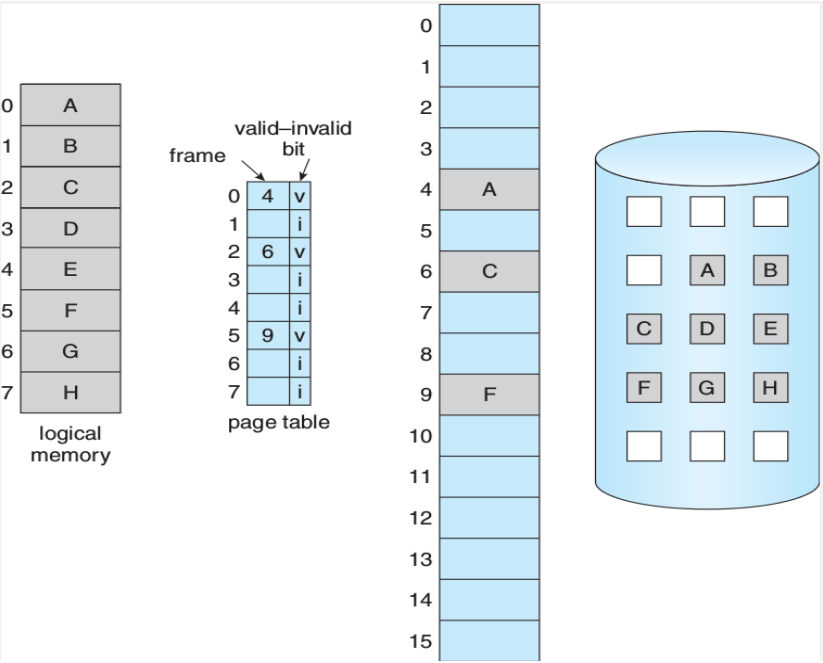 0 A
1 B
2 C
3 D
4 E
5 F
6 G
7 H
logical
memory
valid–invalid
bit
frame
0 4 v
1 i
2 6 v
3 i
4 i
5 9 v
6 i
7 i
page table
0
1
2
3
4 A
5
6 C
7
8
9 F
10
11
12
13
14
15
A B
C D E
F G H